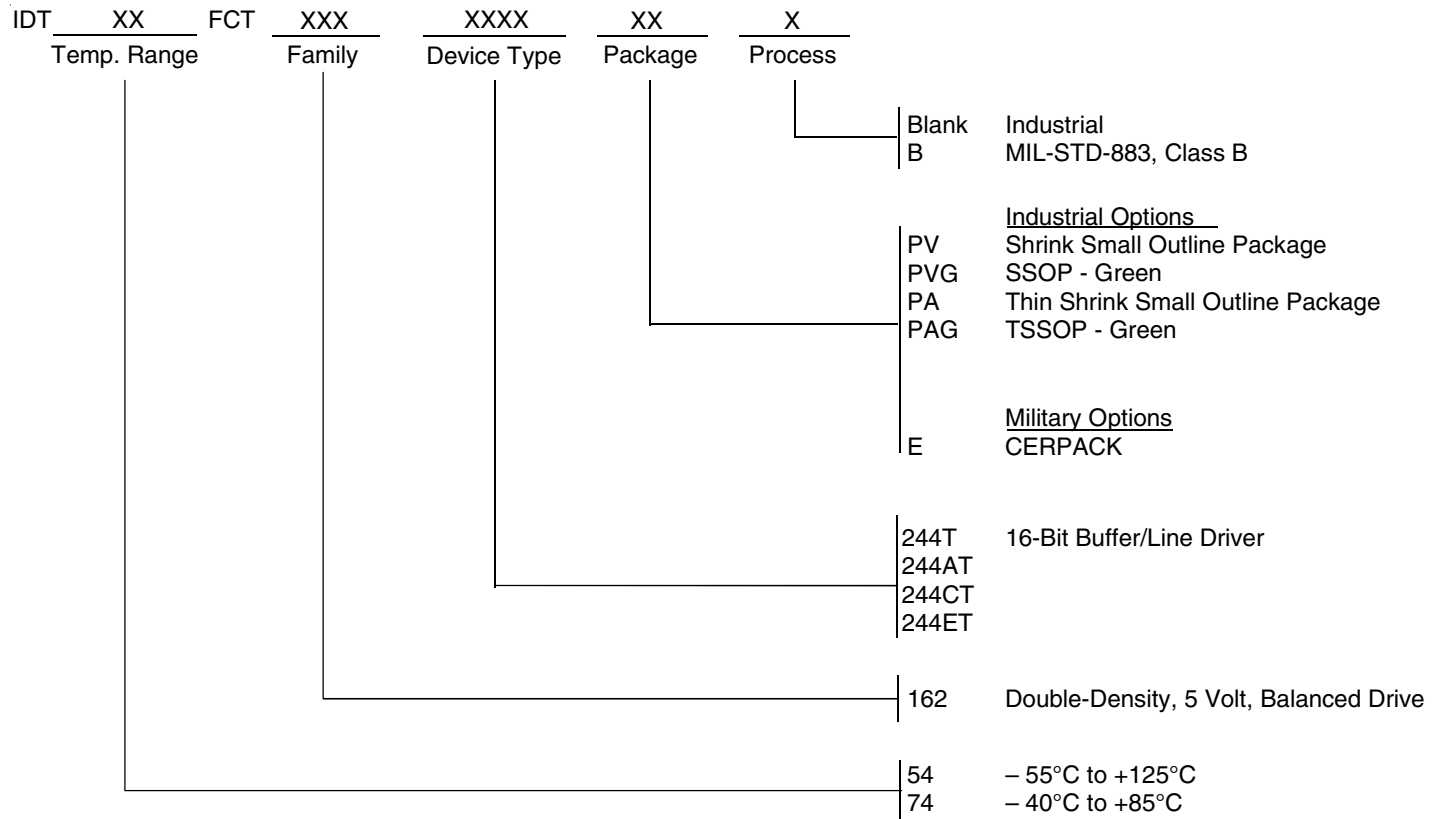 IDT XX FCT XXX XXXX XX X
Temp. Range Family Device Type Package Process
Blank Industrial
B MIL-STD-883, Class B
Industrial Options
PV Shrink Small Outline Package
PVG SSOP - Green
PA Thin Shrink Small Outline Package
PAG TSSOP - Green
Military Options
E CERPACK
244T 16-Bit Buffer/Line Driver
244AT
244CT
244ET
162 Double-Density, 5 Volt, Balanced Drive
54 – 55°C to +125°C
74 – 40°C to +85°C